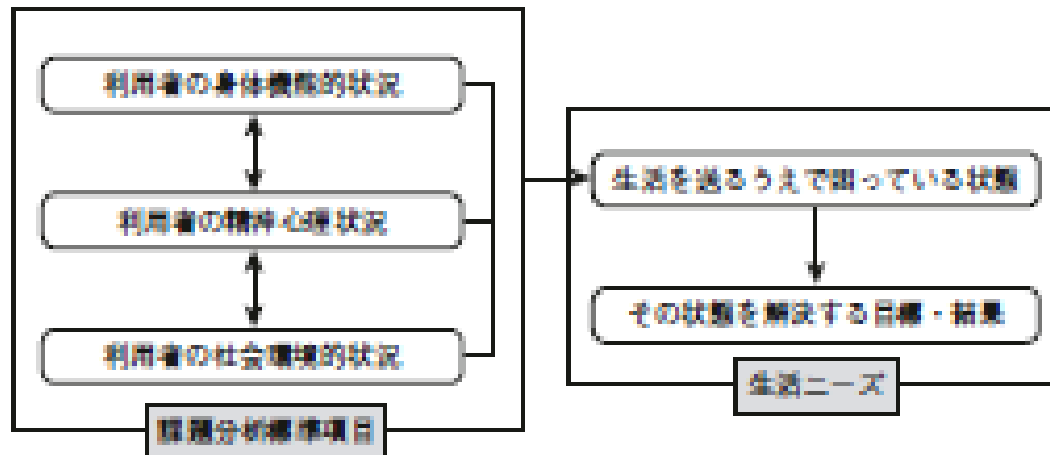 利用者の身体機能的状況
利用者の精神心理状況
利用者の社会環境的状況
課題分析標準項目
生活を送るうえで困っている状態
その状態を解決する目標・結果
生活ニーズ